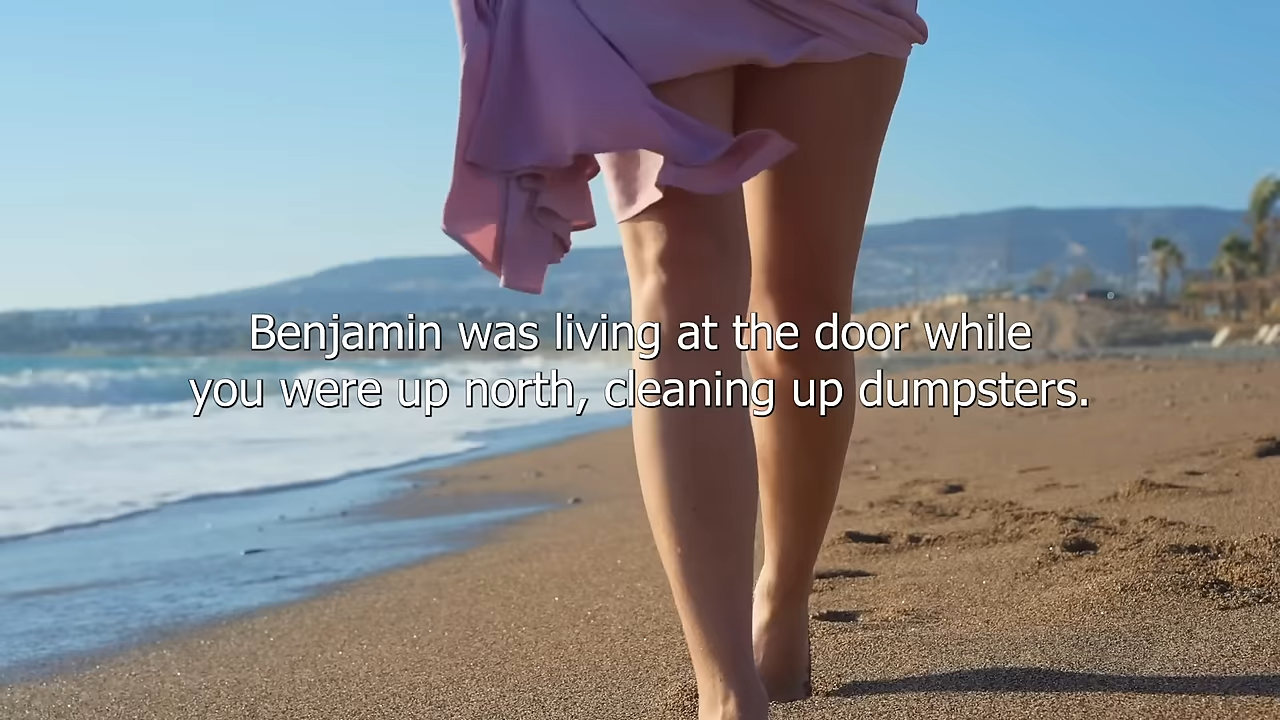 Benjamin was living at the door while
you were up north, cleaning up dumpsters.